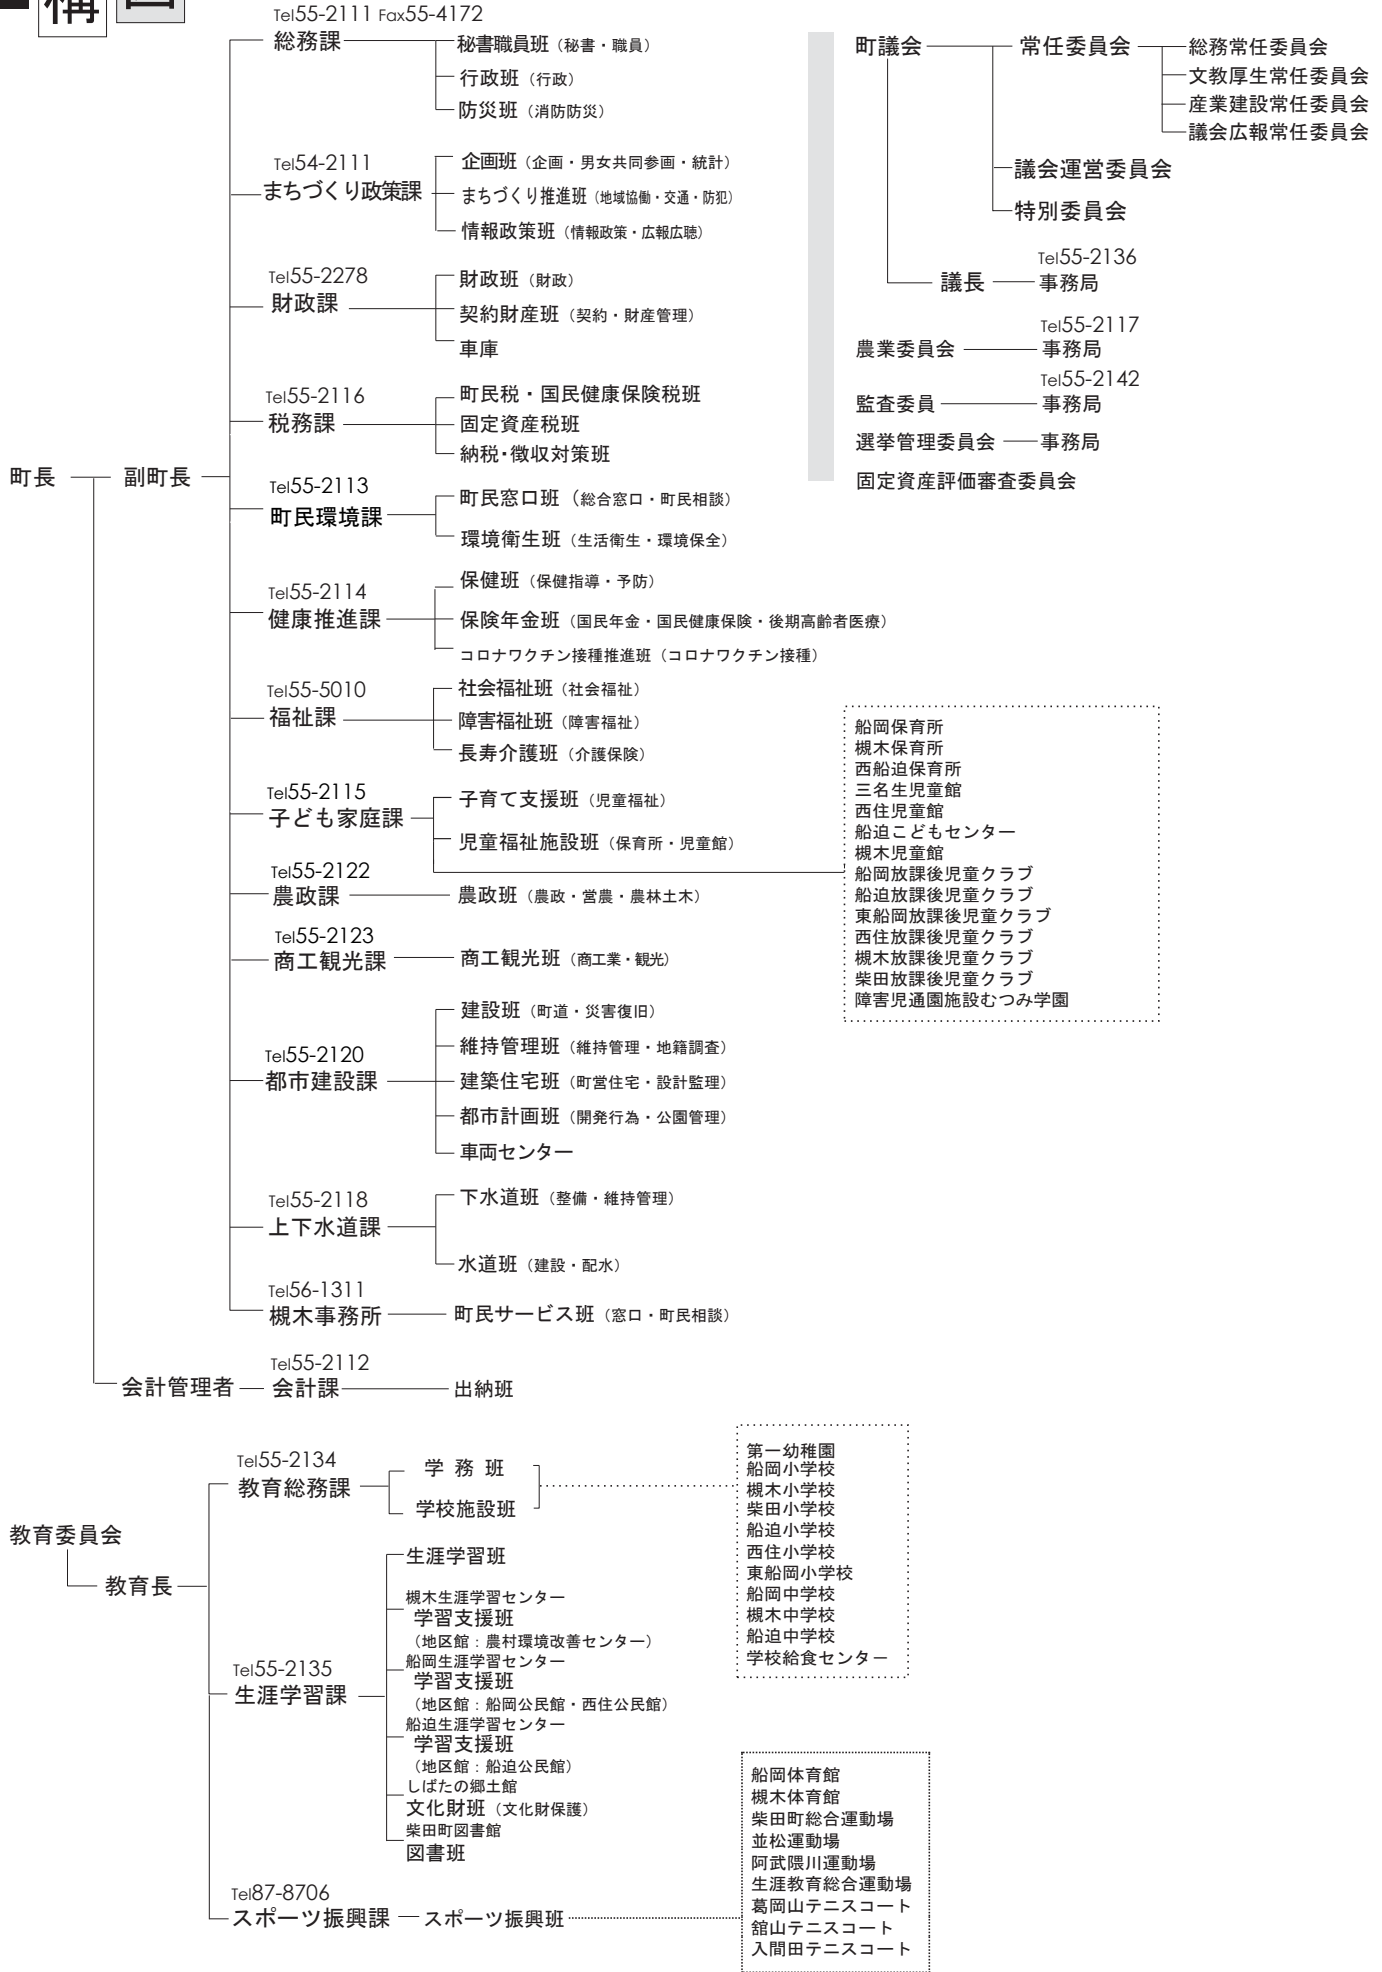 構
図
Tel55-2111 Fax55-4172
総務課
秘書職員班（秘書・職員）
行政班（行政）
防災班（消防防災）
Tel54-2111
まちづくり政策課
企画班（企画・男女共同参画・統計）
まちづくり推進班（地域協働・交通・防犯）
情報政策班（情報政策・広報広聴）
Tel55-2278
財政課
財政班（財政）
契約財産班（契約・財産管理）
車庫
Tel55-2116
税務課
町民税・国民健康保険税班
固定資産税班
納税・徴収対策班
町長
副町長
Tel55-2113
町民環境課
町民窓口班（総合窓口・町民相談）
環境衛生班（生活衛生・環境保全）
Tel55-2114
健康推進課
保健班（保健指導・予防）
保険年金班（国民年金・国民健康保険・後期高齢者医療）
コロナワクチン接種推進班（コロナワクチン接種）
Tel55-5010
福祉課
社会福祉班（社会福祉）
障害福祉班（障害福祉）
長寿介護班（介護保険）
Tel55-2115
子ども家庭課
子育て支援班（児童福祉）
児童福祉施設班（保育所・児童館）
船岡保育所
槻木保育所
西船迫保育所
三名生児童館
西住児童館
船迫こどもセンター
槻木児童館
船岡放課後児童クラブ
船迫放課後児童クラブ
東船岡放課後児童クラブ
西住放課後児童クラブ
槻木放課後児童クラブ
柴田放課後児童クラブ
障害児通園施設むつみ学園
Tel55-2122
農政課
農政班（農政・営農・農林土木）
Tel55-2123
商工観光課
商工観光班（商工業・観光）
Tel55-2120
都市建設課
建設班（町道・災害復旧）
維持管理班（維持管理・地籍調査）
建築住宅班（町営住宅・設計監理）
都市計画班（開発行為・公園管理）
車両センター
Tel55-2118
上下水道課
下水道班（整備・維持管理）
水道班（建設・配水）
Tel56-1311
槻木事務所
町民サービス班（窓口・町民相談）
会計管理者
Tel55-2112
会計課
出納班
町議会
常任委員会
総務常任委員会
文教厚生常任委員会
産業建設常任委員会
議会広報常任委員会
議会運営委員会
特別委員会
議長
Tel55-2136
事務局
農業委員会
Tel55-2117
事務局
監査委員
Tel55-2142
事務局
選挙管理委員会
事務局
固定資産評価審査委員会
教育委員会
教育長
Tel55-2134
教育総務課
学務班
学校施設班
第一幼稚園
船岡小学校
槻木小学校
柴田小学校
船迫小学校
西住小学校
東船岡小学校
船岡中学校
槻木中学校
船迫中学校
学校給食センター
Tel55-2135
生涯学習課
生涯学習班
槻木生涯学習センター
学習支援班
（地区館：農村環境改善センター）
船岡生涯学習センター
学習支援班
（地区館：船岡公民館・西住公民館）
船迫生涯学習センター
学習支援班
（地区館：船迫公民館）
しばたの郷土館
文化財班（文化財保護）
柴田町図書館
図書班
Tel87-8706
スポーツ振興課
スポーツ振興班
船岡体育館
槻木体育館
柴田町総合運動場
並松運動場
阿武隈川運動場
生涯教育総合運動場
葛岡山テニスコート
舘山テニスコート
入間田テニスコート